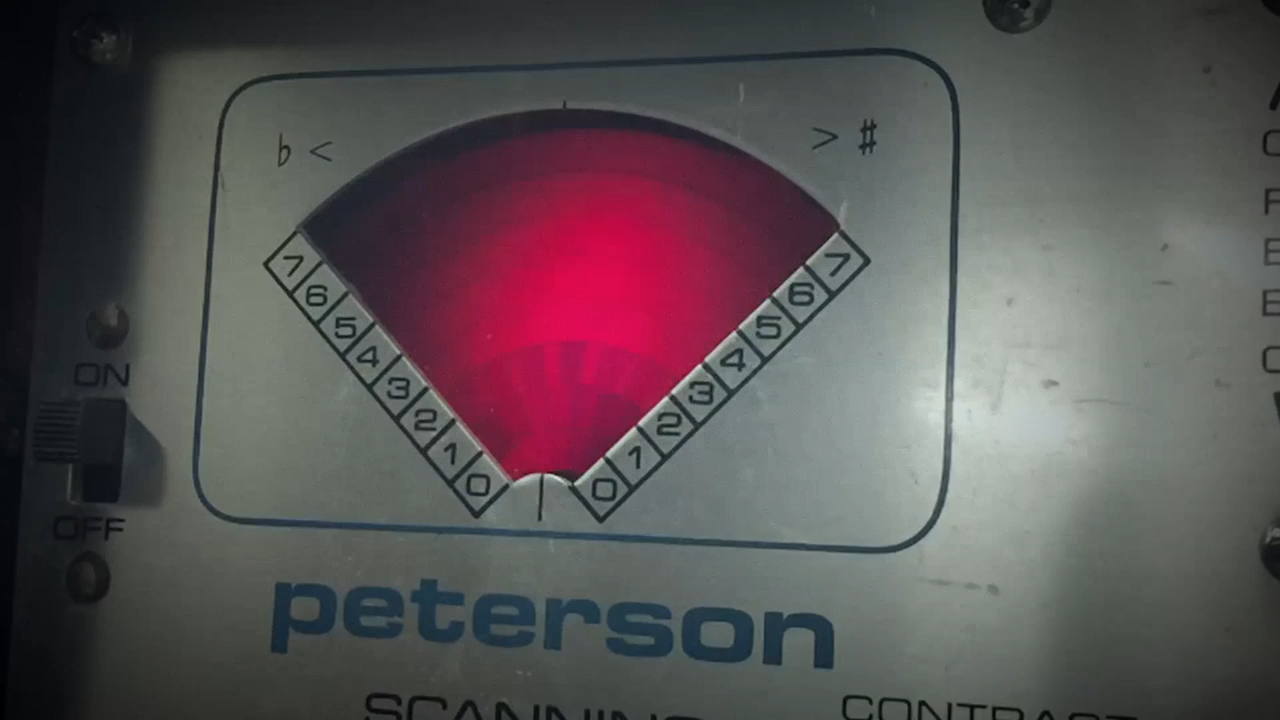 ♭ < > ♯
7 7
6 6
5 5
4 4
3 3
2 2
1 1
0 0
ON
OFF
peterson